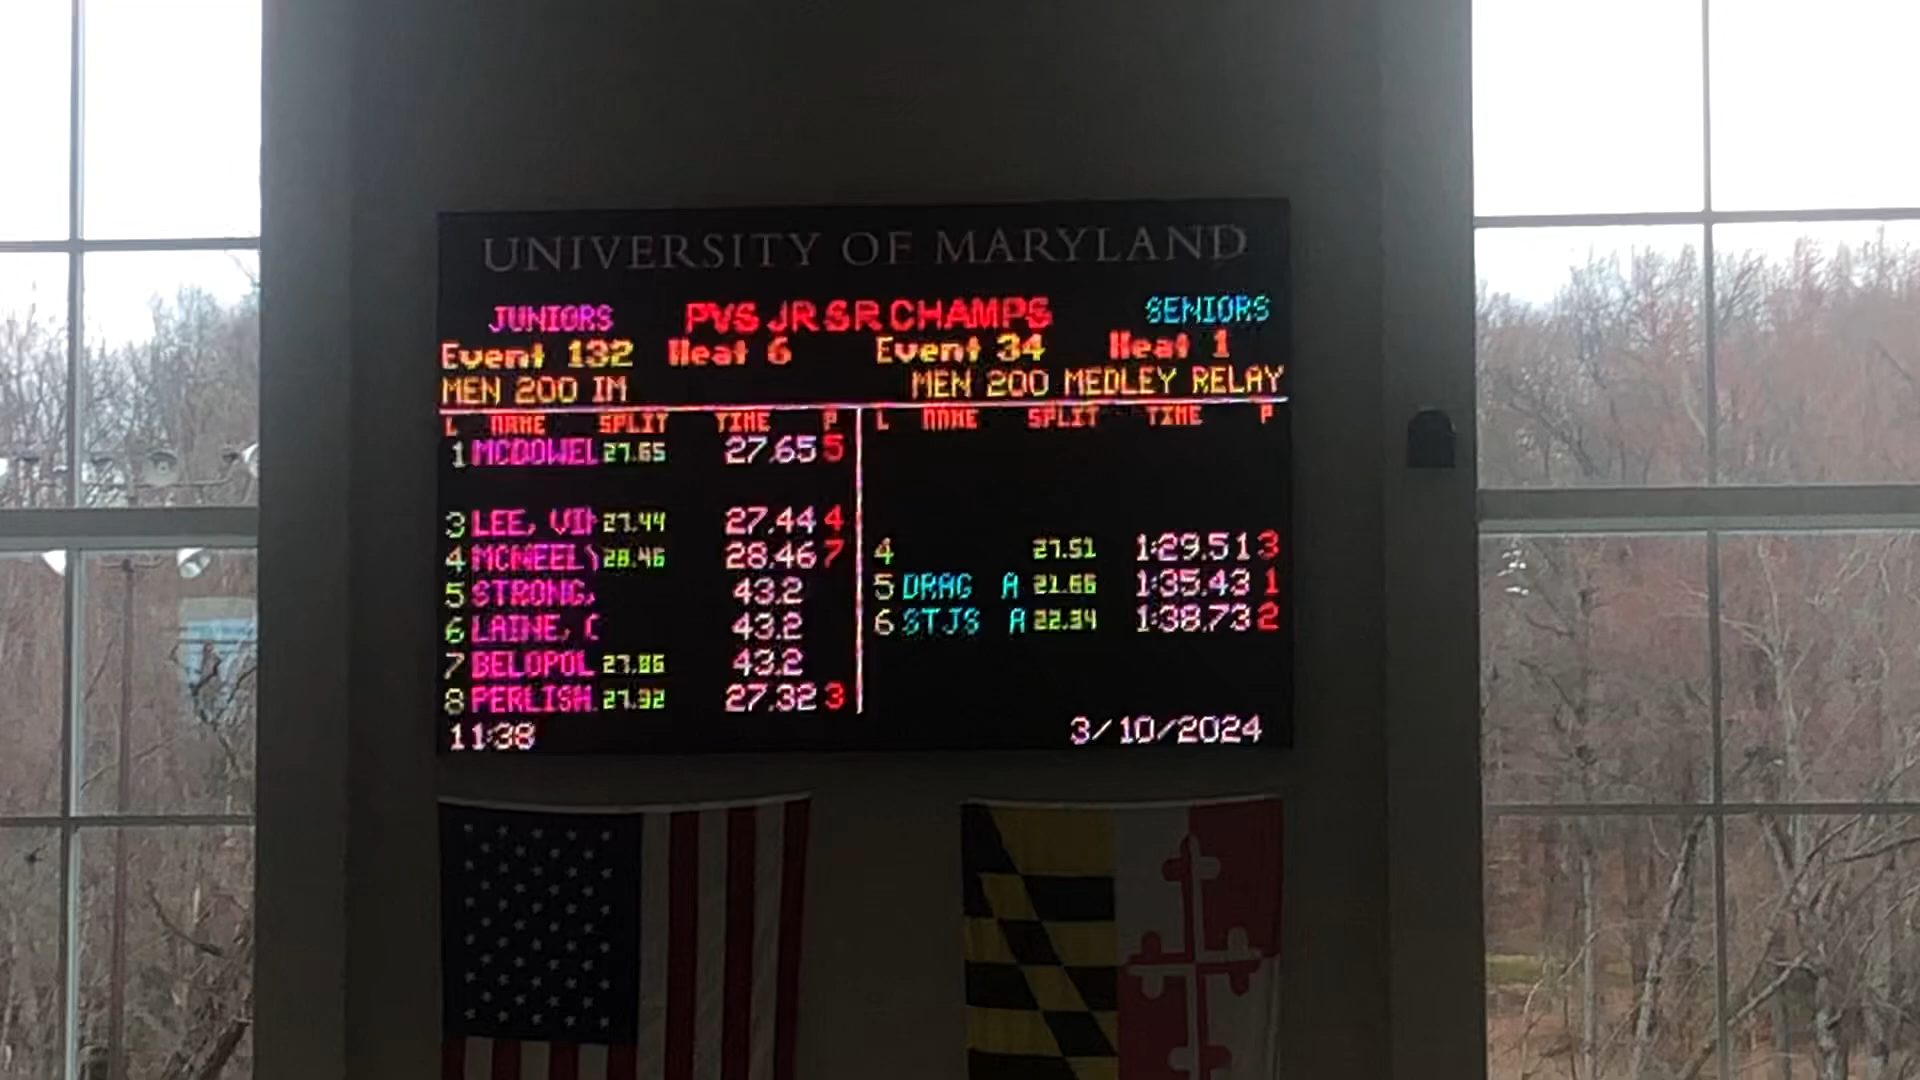 UNIVERSITY OF MARYLAND
JUNIORS PVS JR SR CHAMPS SENIORS
Event 132 Heat 6 Event 34 Heat 1
MEN 200 IM MEN 200 MEDLEY RELAY
L NAME SPLIT TIME P L NAME SPLIT TIME P
1 MCDOWEL 27.65 27.65 5
3 LEE, VI 27.44 27.44 4
4 MCNEELY 28.46 28.46 7 4 27.51 1:29.51 3
5 STRONG, 43.2 5 DRAG A 21.66 1:35.43 1
6 LAINE, C 43.2 6 STJS A 22.34 1:38.73 2
7 BELOPOL 27.86 43.2
8 PERLISH 27.32 27.32 3
11:38 3/10/2024